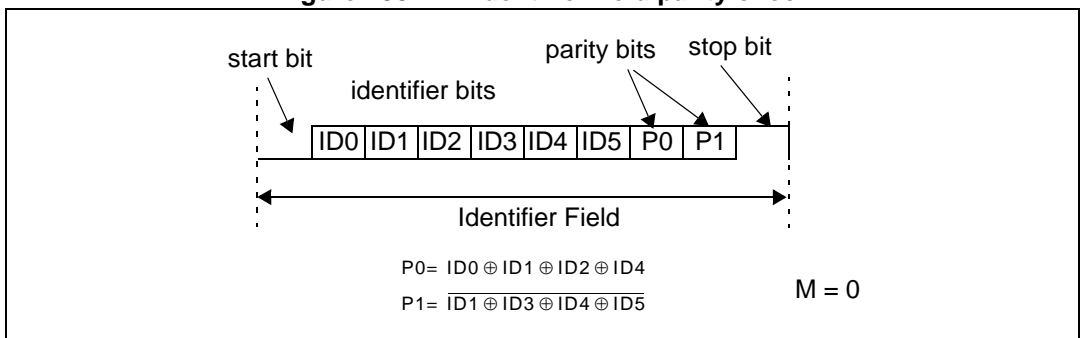 start bit
parity bits
stop bit
identifier bits
ID0 ID1 ID2 ID3 ID4 ID5 P0 P1
Identifier Field
P0= ID0 ⊕ ID1 ⊕ ID2 ⊕ ID4
P1= ID1 ⊕ ID3 ⊕ ID4 ⊕ ID5
M = 0